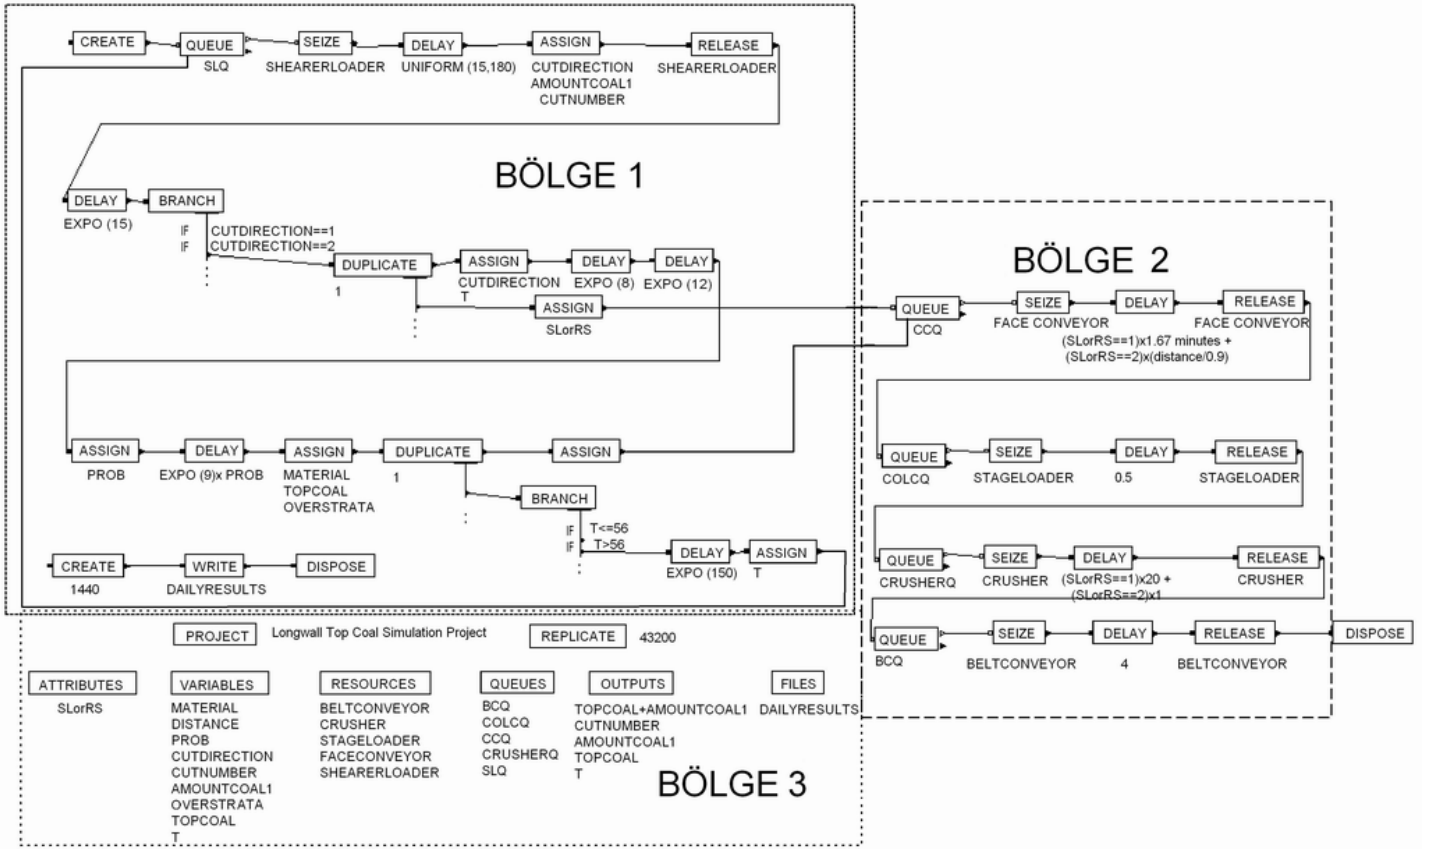 CREATE
QUEUE
SLQ
SEIZE
SHEARERLOADER
DELAY
UNIFORM (15,180)
ASSIGN
CUTDIRECTION
AMOUNTCOAL1
CUTNUMBER
RELEASE
SHEARERLOADER
BÖLGE 1
DELAY
EXPO (15)
BRANCH
IF CUTDIRECTION==1
IF CUTDIRECTION==2
DUPLICATE
1
ASSIGN
CUTDIRECTION
T
DELAY
EXPO (8)
DELAY
EXPO (12)
ASSIGN
SLorRS
ASSIGN
PROB
DELAY
EXPO (9)x PROB
ASSIGN
MATERIAL
TOPCOAL
OVERSTRATA
DUPLICATE
1
ASSIGN
BRANCH
IF T<=56
IF T>56
DELAY
EXPO (150)
ASSIGN
T
CREATE
1440
WRITE
DAILYRESULTS
DISPOSE
BÖLGE 2
QUEUE
CCQ
SEIZE
FACE CONVEYOR
DELAY
(SLorRS==1)x1.67 minutes +
(SLorRS==2)x(distance/0.9)
RELEASE
FACE CONVEYOR
QUEUE
COLCQ
SEIZE
STAGELOADER
DELAY
0.5
RELEASE
STAGELOADER
QUEUE
CRUSHERQ
SEIZE
CRUSHER
DELAY
(SLorRS==1)x20 +
(SLorRS==2)x1
RELEASE
CRUSHER
QUEUE
BCQ
SEIZE
BELTCONVEYOR
DELAY
4
RELEASE
BELTCONVEYOR
DISPOSE
PROJECT
Longwall Top Coal Simulation Project
REPLICATE
43200
ATTRIBUTES
SLorRS
VARIABLES
MATERIAL
DISTANCE
PROB
CUTDIRECTION
CUTNUMBER
AMOUNTCOAL1
OVERSTRATA
TOPCOAL
T
RESOURCES
BELTCONVEYOR
CRUSHER
STAGELOADER
FACECONVEYOR
SHEARERLOADER
QUEUES
BCQ
COLCQ
CCQ
CRUSHERQ
SLQ
OUTPUTS
TOPCOAL+AMOUNTCOAL1
CUTNUMBER
AMOUNTCOAL1
TOPCOAL
T
FILES
DAILYRESULTS
BÖLGE 3